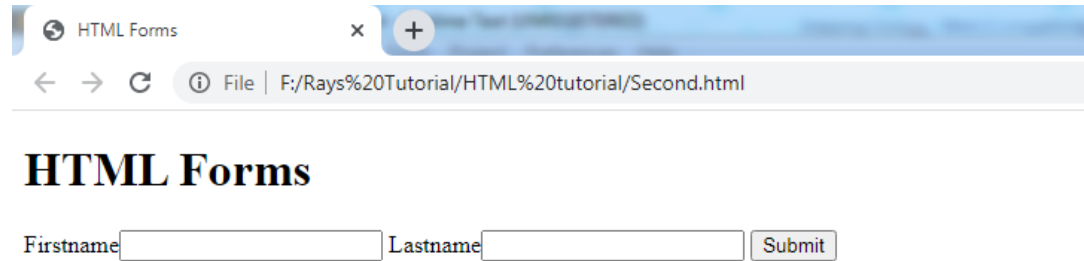 HTML Forms
File F:/Rays%20Tutorial/HTML%20tutorial/Second.html
HTML Forms
Firstname Lastname Submit